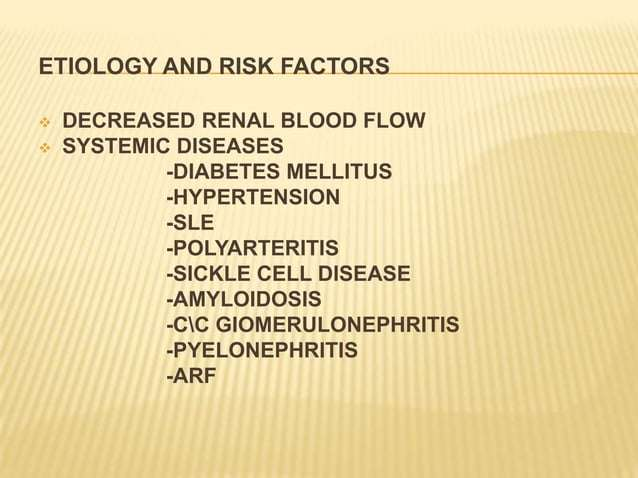 ETIOLOGY AND RISK FACTORS
DECREASED RENAL BLOOD FLOW
SYSTEMIC DISEASES
-DIABETES MELLITUS
-HYPERTENSION
-SLE
-POLYARTERITIS
-SICKLE CELL DISEASE
-AMYLOIDOSIS
-C\C GIOMERULONEPHRITIS
-PYELONEPHRITIS
-ARF